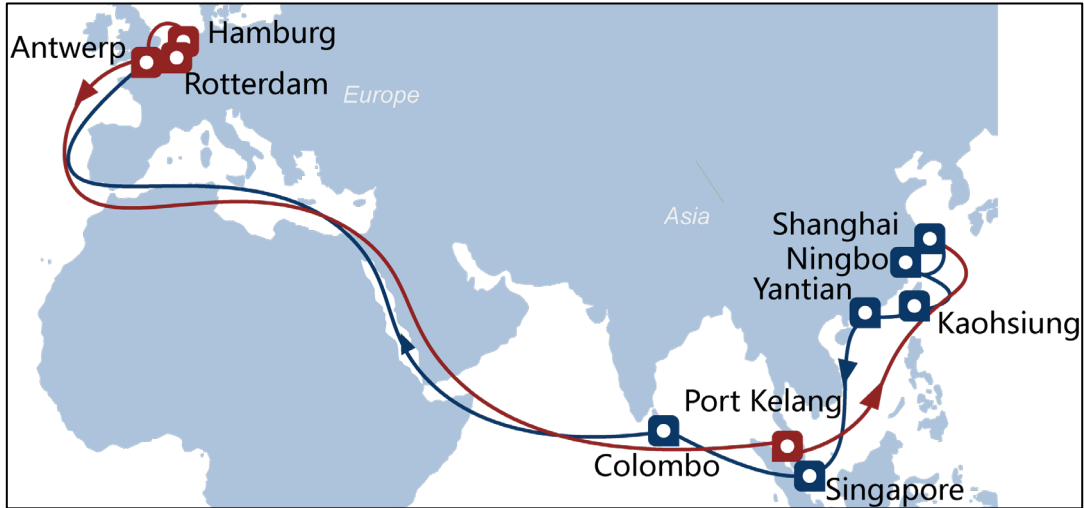 Hamburg
Antwerp
Rotterdam
Europe
Asia
Shanghai
Ningbo
Yantian
Kaohsiung
Port Kelang
Colombo
Singapore